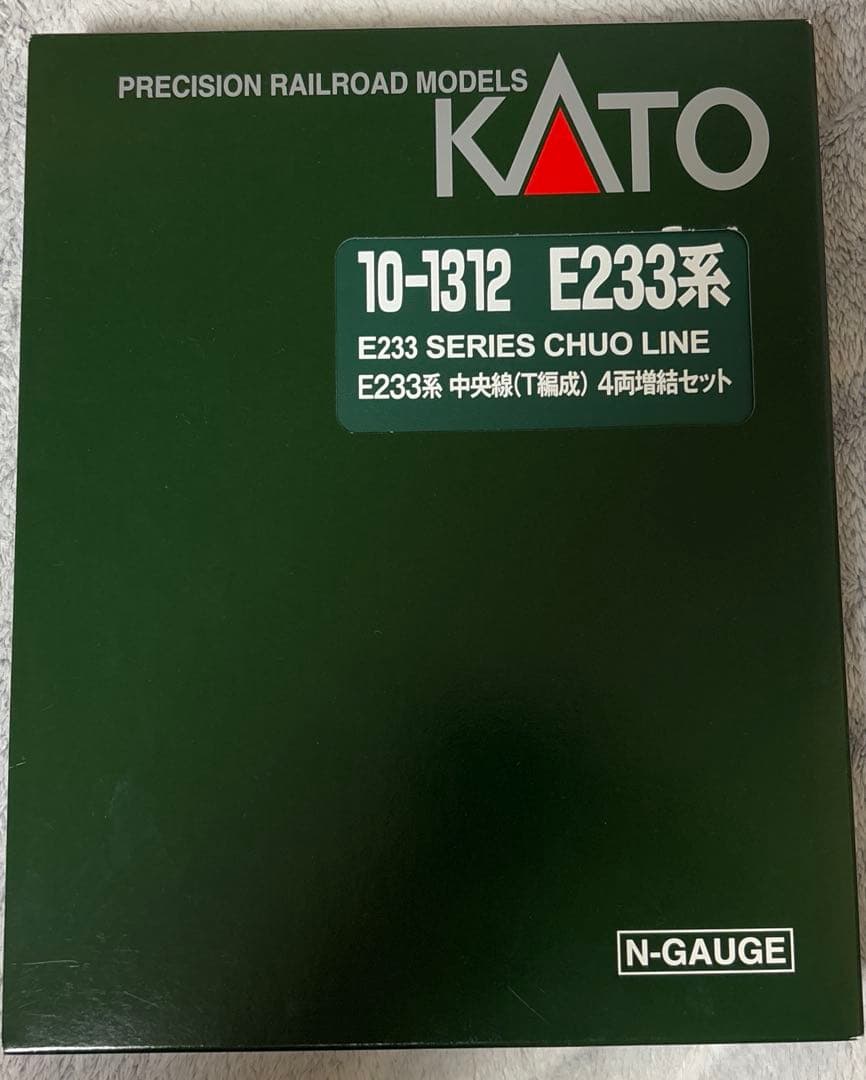 PRECISION RAILROAD MODELS
KATO
10-1312 E233系
E233 SERIES CHUO LINE
E233系 中央線(T編成) 4両増結セット
N-GAUGE